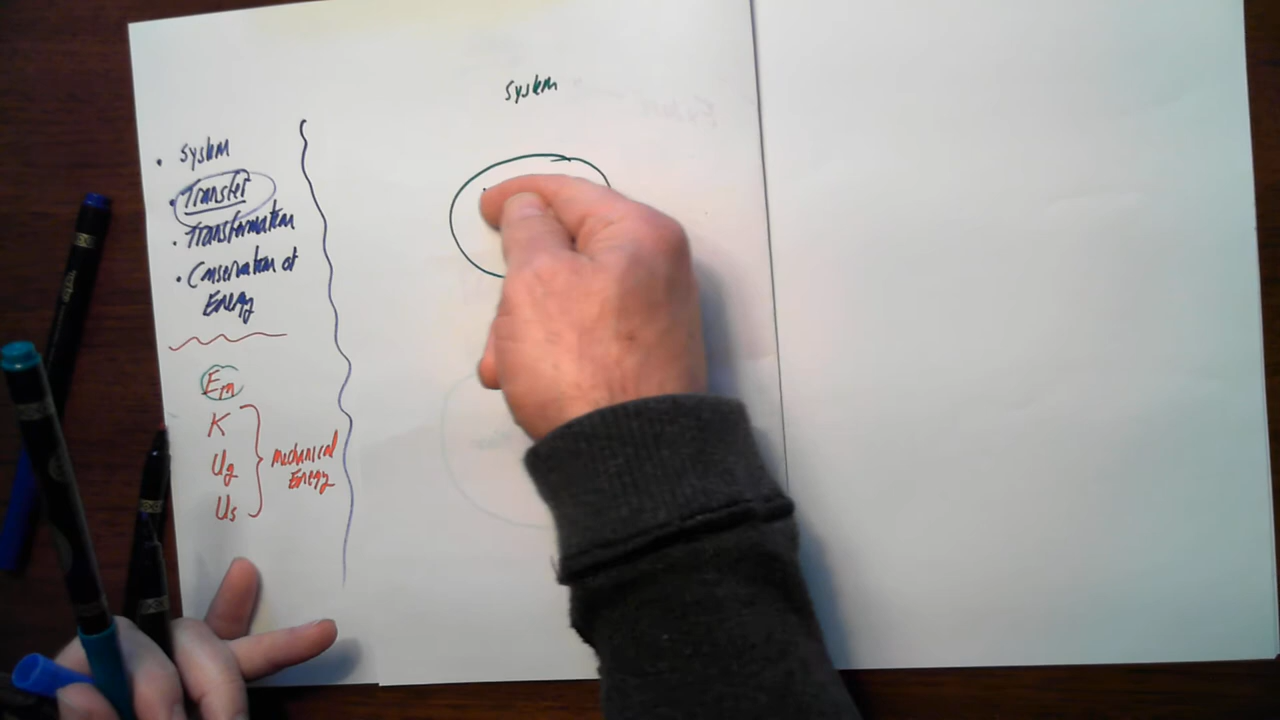 System
• System
• Transfer
• Transformation
• Conservation of
Energy
Em
K
Ug
Us
Mechanical
Energy